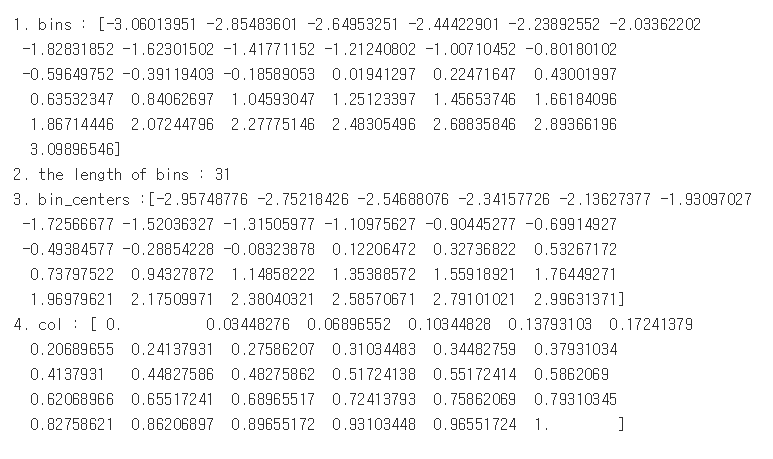 1. bins : [-3.06013951 -2.85483601 -2.64953251 -2.44422901 -2.23892552 -2.03362202
 -1.82831852 -1.62301502 -1.41771152 -1.21240802 -1.00710452 -0.80180102
 -0.59649752 -0.39119403 -0.18589053  0.01941297  0.22471647  0.43001997
  0.63532347  0.84062697  1.04593047  1.25123397  1.45653746  1.66184096
  1.86714446  2.07244796  2.27775146  2.48305496  2.68835846  2.89366196
  3.09896546]
2. the length of bins : 31
3. bin_centers :[-2.95748776 -2.75218426 -2.54688076 -2.34157726 -2.13627377 -1.93097027
 -1.72566677 -1.52036327 -1.31505977 -1.10975627 -0.90445277 -0.69914927
 -0.49384577 -0.28854228 -0.08323878  0.12206472  0.32736822  0.53267172
  0.73797522  0.94327872  1.14858222  1.35388572  1.55918921  1.76449271
  1.96979621  2.17509971  2.38040321  2.58570671  2.79101021  2.99631371]
4. col : [ 0.          0.03448276  0.06896552  0.10344828  0.13793103  0.17241379
  0.20689655  0.24137931  0.27586207  0.31034483  0.34482759  0.37931034
  0.4137931   0.44827586  0.48275862  0.51724138  0.55172414  0.5862069
  0.62068966  0.65517241  0.68965517  0.72413793  0.75862069  0.79310345
  0.82758621  0.86206897  0.89655172  0.93103448  0.96551724  1.        ]